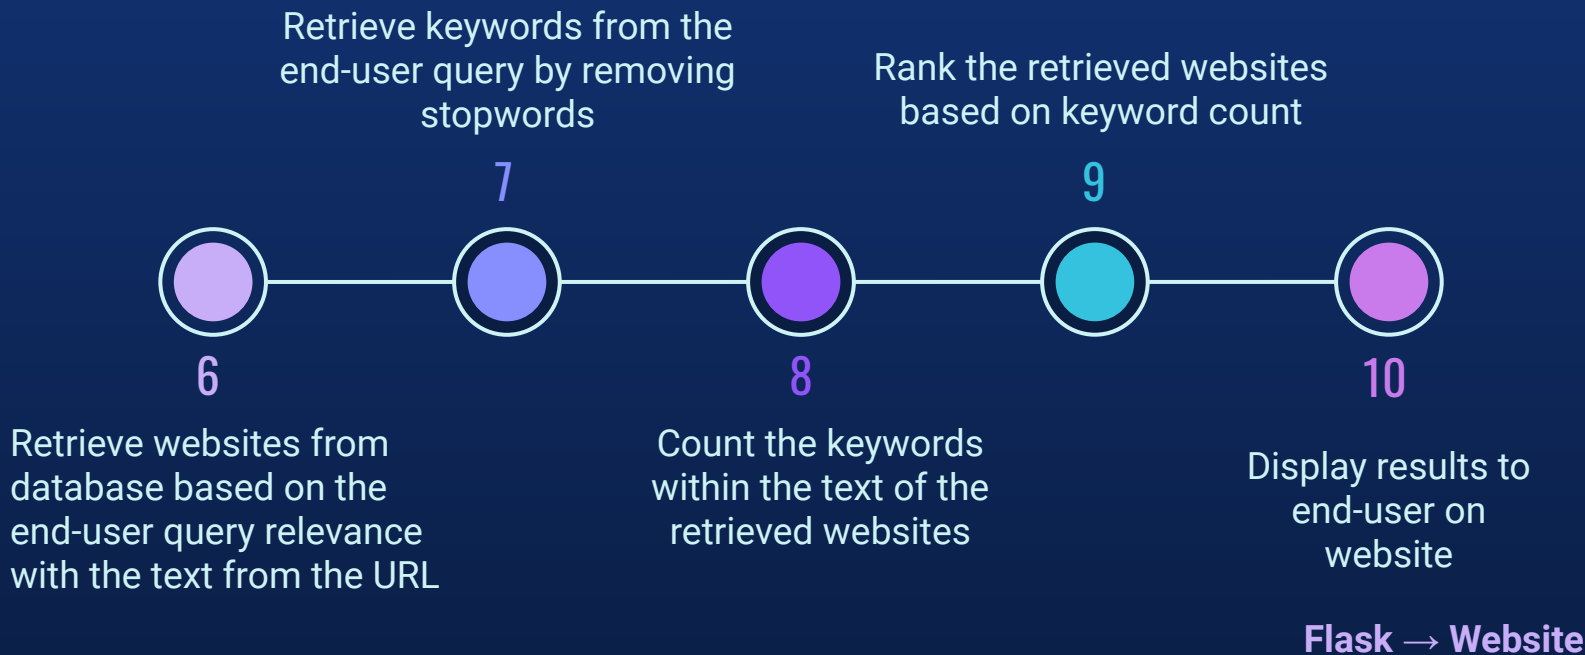 Retrieve keywords from the
end-user query by removing
stopwords
Rank the retrieved websites
based on keyword count
7
9
6
8
10
Retrieve websites from
database based on the
end-user query relevance
with the text from the URL
Count the keywords
within the text of the
retrieved websites
Display results to
end-user on
website
Flask → Website